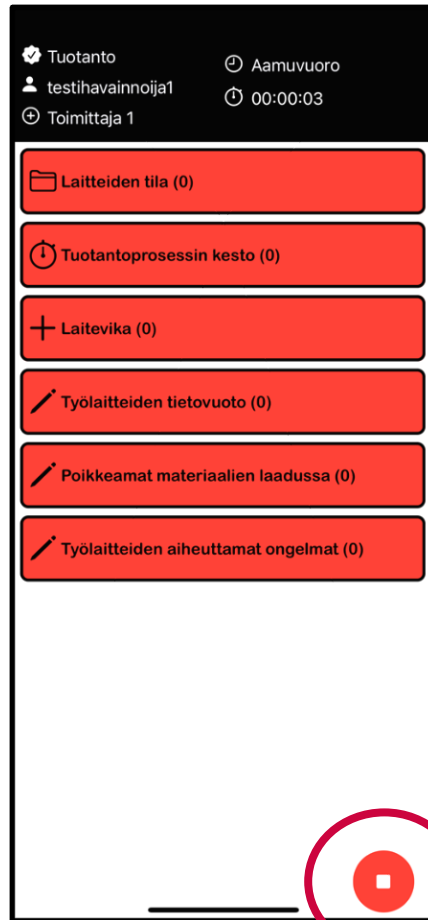 Tuotanto
testihavainnoija1
Toimittaja 1
Aamuvuoro
00:00:03
Laitteiden tila (0)
Tuotantoprosessin kesto (0)
Laitevika (0)
Työlaitteiden tietovuoto (0)
Poikkeamat materiaalien laadussa (0)
Työlaitteiden aiheuttamat ongelmat (0)